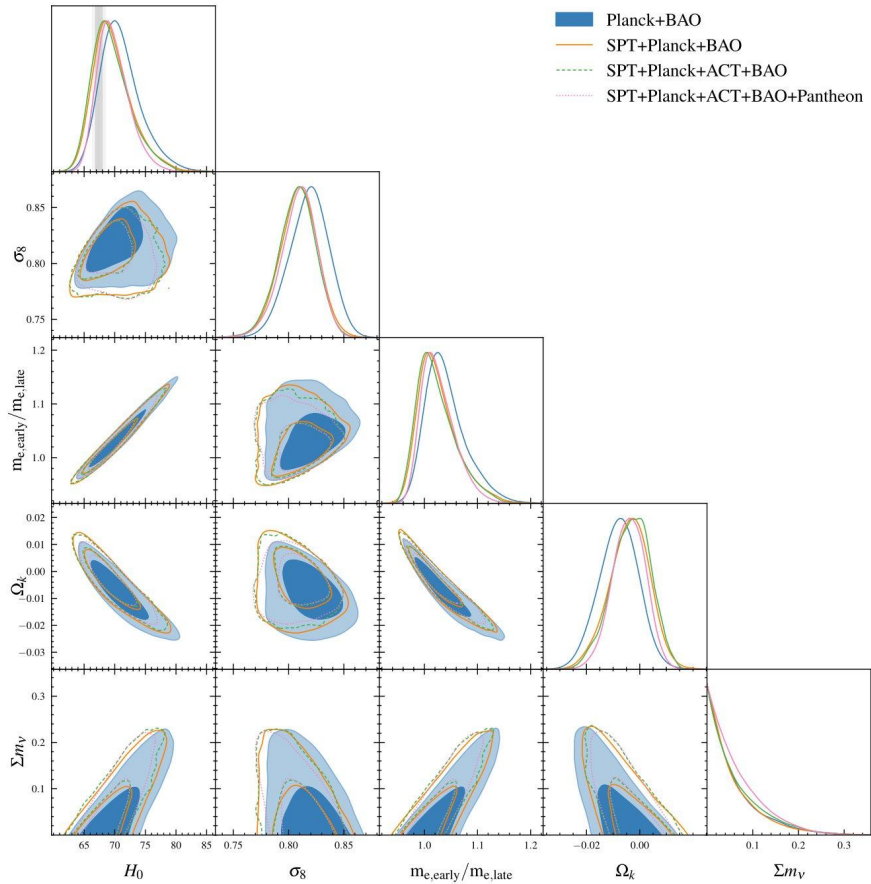 Planck+BAO
SPT+Planck+BAO
SPT+Planck+ACT+BAO
SPT+Planck+ACT+BAO+Pantheon
0.85
0.80
0.75
σ₈
1.2
1.1
1.0
mₑ,early/mₑ,late
0.02
0.01
0.00
−0.01
−0.02
−0.03
Ωₖ
0.3
0.2
0.1
Σmᵥ
65 70 75 80 85
0.75 0.80 0.85
1.0 1.1 1.2
−0.02 0.00
0.1 0.2 0.3
H₀
σ₈
mₑ,early/mₑ,late
Ωₖ
Σmᵥ